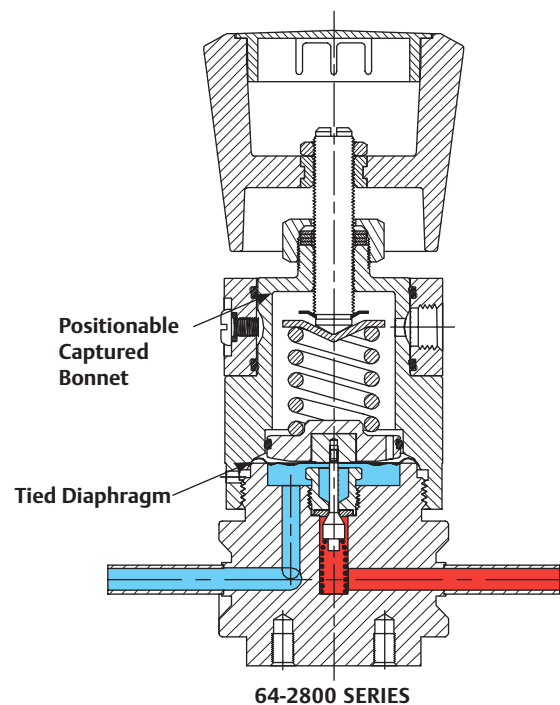 Positionable
Captured
Bonnet
Tied Diaphragm
64-2800 SERIES